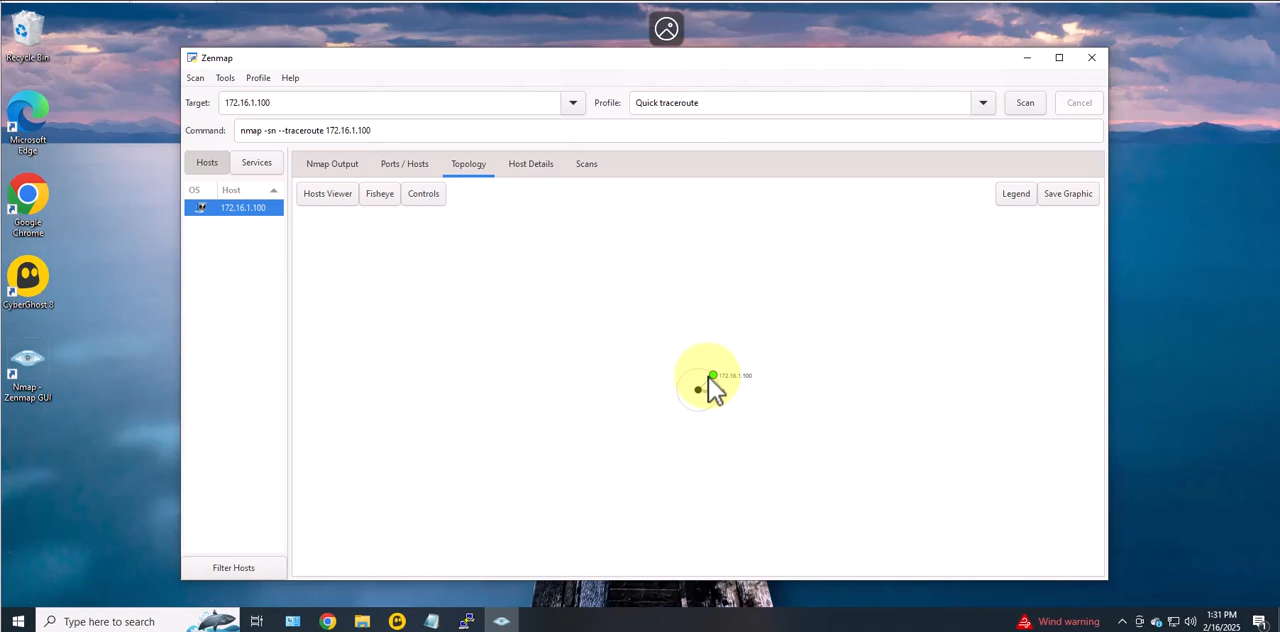 Recycle Bin
Microsoft
Edge
Google
Chrome
CyberGhost 8
Nmap -
Zenmap GUI
Zenmap
Scan Tools Profile Help
Target: 172.16.1.100 Profile: Quick traceroute Scan Cancel
Command: nmap -sn --traceroute 172.16.1.100
Hosts Services
OS Host
172.16.1.100
Filter Hosts
Nmap Output Ports / Hosts Topology Host Details Scans
Hosts Viewer Fisheye Controls Legend Save Graphic
172.16.1.100
Type here to search
Wind warning
1:31 PM
2/16/2025